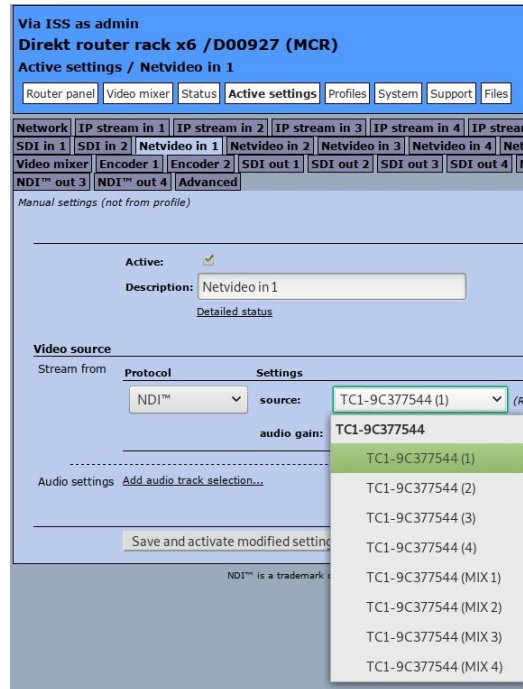 Via ISS as admin
Direkt router rack x6 /D00927 (MCR)
Active settings / Netvideo in 1
Router panel Video mixer Status Active settings Profiles System Support Files
Network IP stream in 1 IP stream in 2 IP stream in 3 IP stream in 4 IP
SDI in 1 SDI in 2 Netvideo in 1 Netvideo in 2 Netvideo in 3 Netvideo in 4
Video mixer Encoder 1 Encoder 2 SDI out 1 SDI out 2 SDI out 3 SDI out 4
NDI™ out 3 NDI™ out 4 Advanced
Manual settings (not from profile)
Active:
Description: Netvideo in 1
Detailed status
Video source
Stream from Protocol Settings
NDI™ source: TC1-9C377544 (1)
audio gain: TC1-9C377544
TC1-9C377544 (1)
Audio settings Add audio track selection...
TC1-9C377544 (2)
TC1-9C377544 (3)
Save and activate modified
TC1-9C377544 (4)
NDI™ is a trademark
TC1-9C377544 (MIX 1)
TC1-9C377544 (MIX 2)
TC1-9C377544 (MIX 3)
TC1-9C377544 (MIX 4)